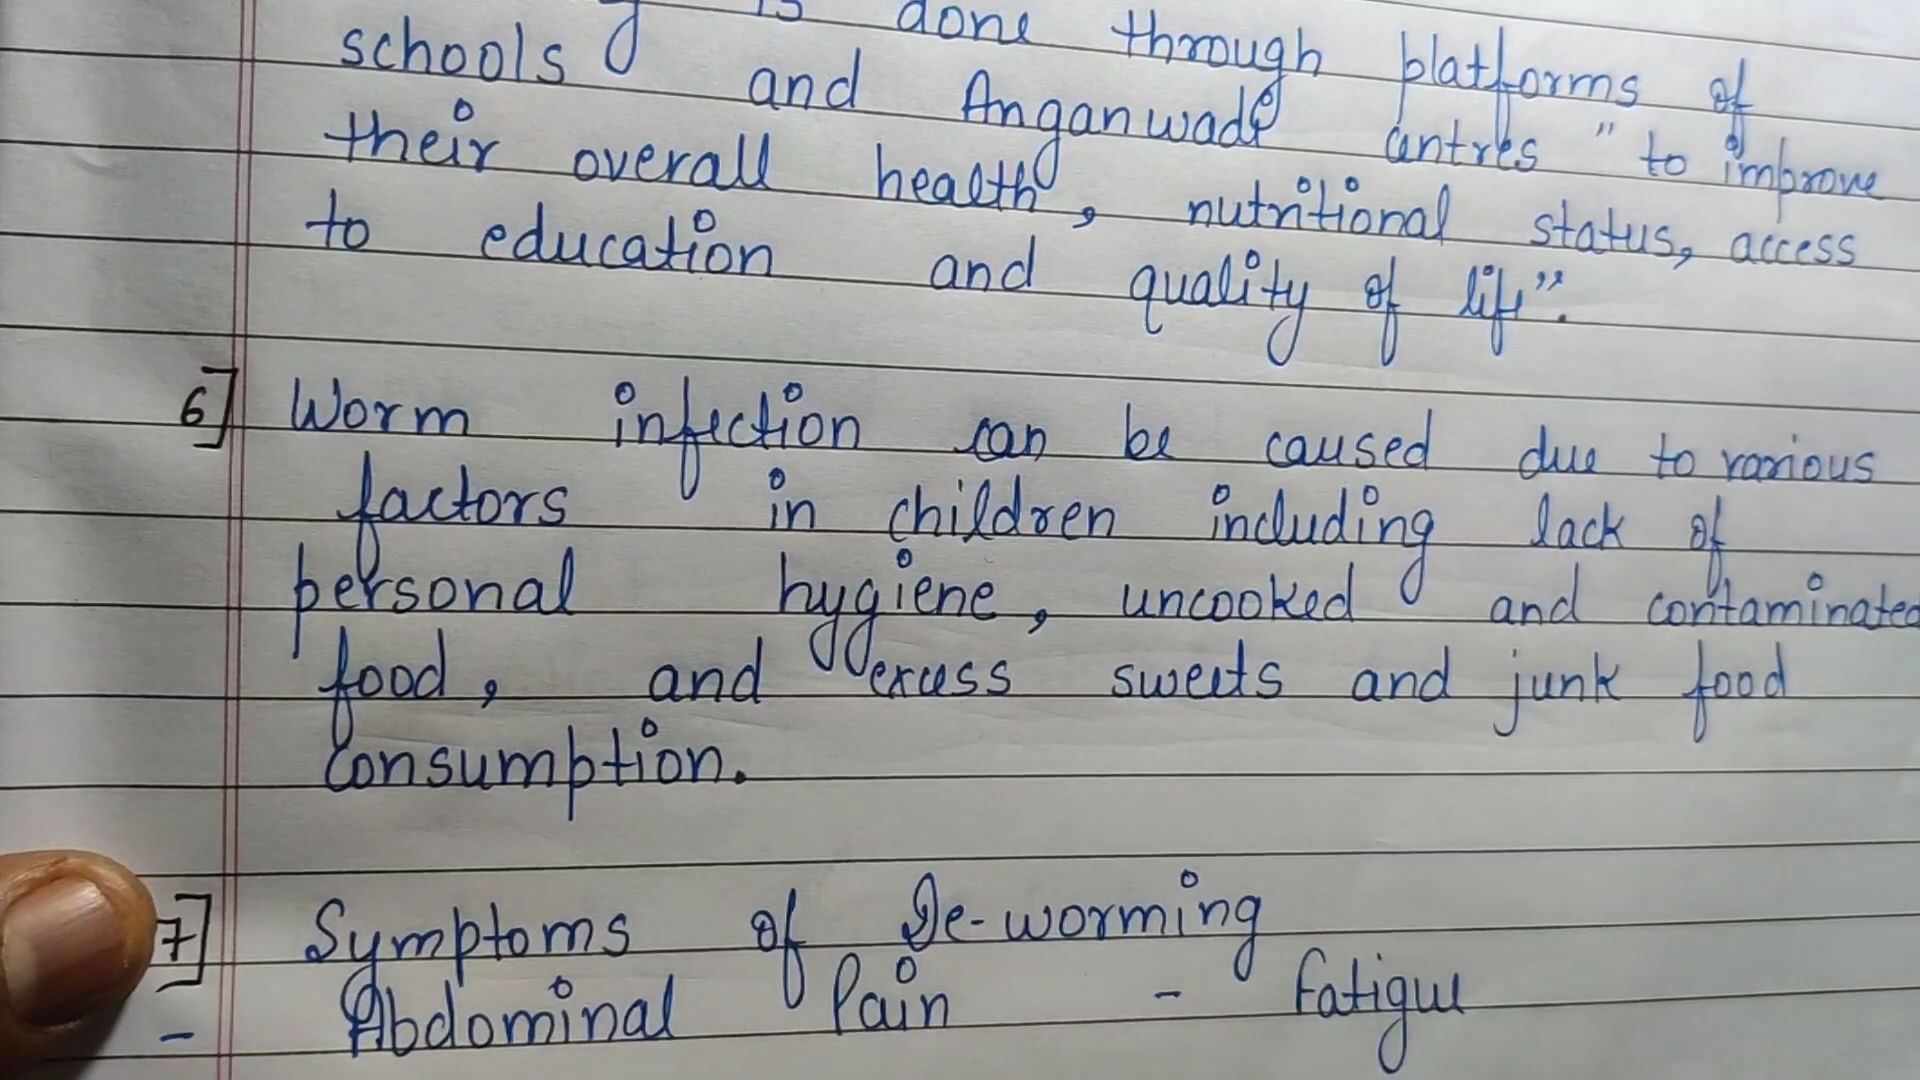 is done through platforms of
schools and Anganwadi centres " to improve
their overall health, nutritional status, access
to education and quality of life".
6] Worm infection can be caused due to various
factors in children including lack of
personal hygiene, uncooked and contaminated
food, and excess sweets and junk food
Consumption.
7] Symptoms of De-worming
- Abdominal Pain - Fatigue